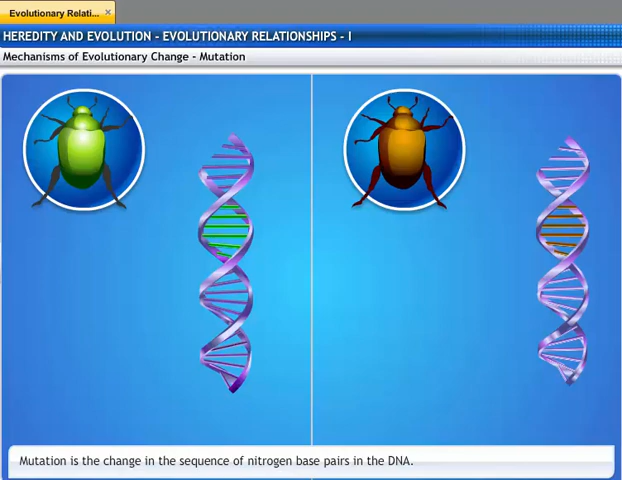 Evolutionary Relati... ×
HEREDITY AND EVOLUTION - EVOLUTIONARY RELATIONSHIPS - I
Mechanisms of Evolutionary Change - Mutation
Mutation is the change in the sequence of nitrogen base pairs in the DNA.